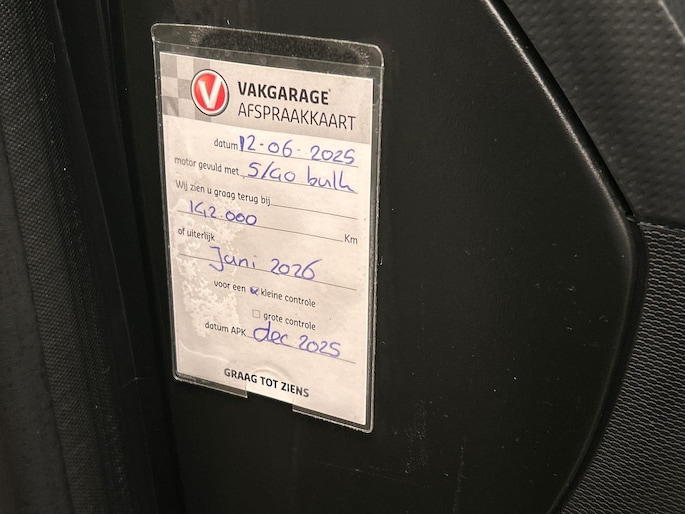 V VAKGARAGE
AFSPRAAKKAART
datum 12-06-2025
motor gevuld met 5/40 bulk
Wij zien u graag terug bij
142.000 Km
of uiterlijk
Juni 2026
voor een ☒ kleine controle
☐ grote controle
datum APK dec 2025
GRAAG TOT ZIENS